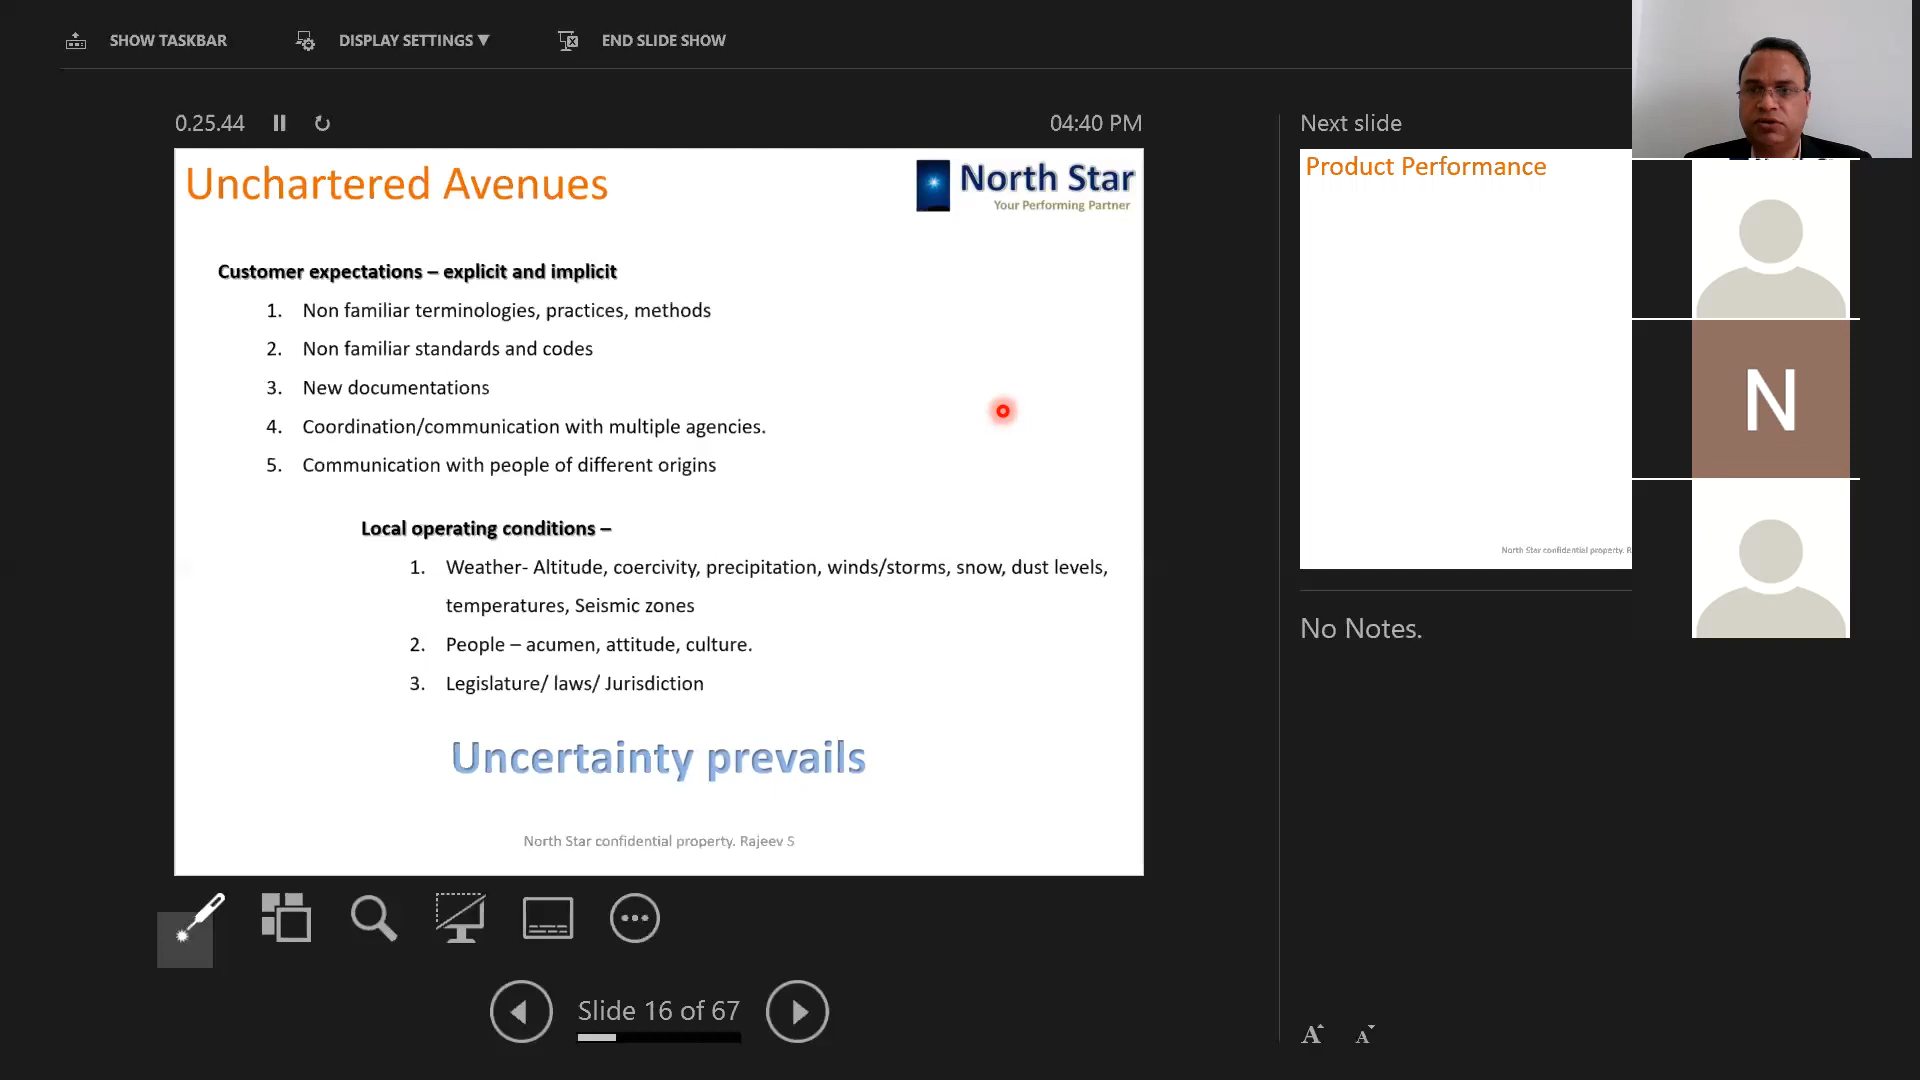 SHOW TASKBAR
DISPLAY SETTINGS ▼
END SLIDE SHOW
0.25.44
04:40 PM
Unchartered Avenues
North Star
Your Performing Partner
Customer expectations – explicit and implicit
1. Non familiar terminologies, practices, methods
2. Non familiar standards and codes
3. New documentations
4. Coordination/communication with multiple agencies.
5. Communication with people of different origins
Local operating conditions –
1. Weather- Altitude, coercivity, precipitation, winds/storms, snow, dust levels,
temperatures, Seismic zones
2. People – acumen, attitude, culture.
3. Legislature/ laws/ Jurisdiction
Uncertainty prevails
North Star confidential property. Rajeev S
Slide 16 of 67
Next slide
Product Performance
North Star confidential property. R
No Notes.
A A
N